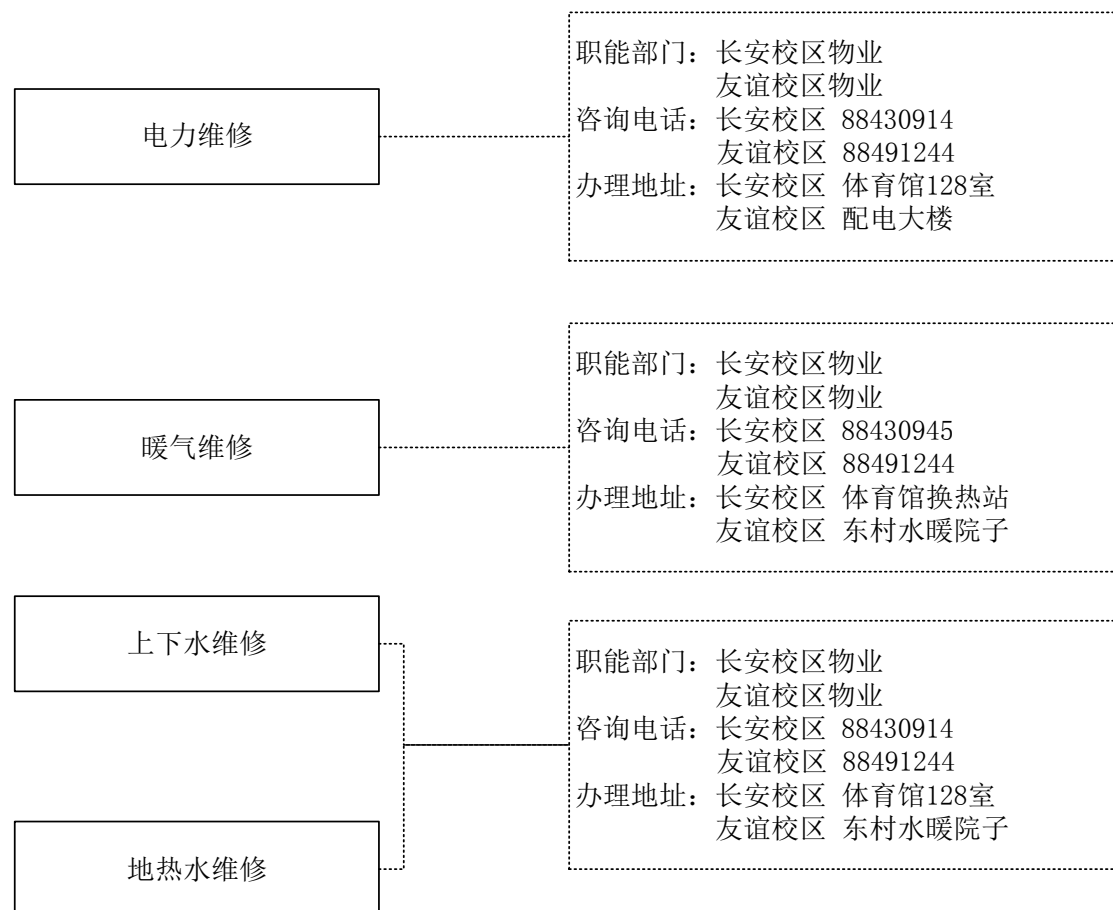 电力维修
职能部门：长安校区物业
友谊校区物业
咨询电话：长安校区 88430914
友谊校区 88491244
办理地址：长安校区 体育馆128室
友谊校区 配电大楼
暖气维修
职能部门：长安校区物业
友谊校区物业
咨询电话：长安校区 88430945
友谊校区 88491244
办理地址：长安校区 体育馆换热站
友谊校区 东村水暖院子
上下水维修
地热水维修
职能部门：长安校区物业
友谊校区物业
咨询电话：长安校区 88430914
友谊校区 88491244
办理地址：长安校区 体育馆128室
友谊校区 东村水暖院子